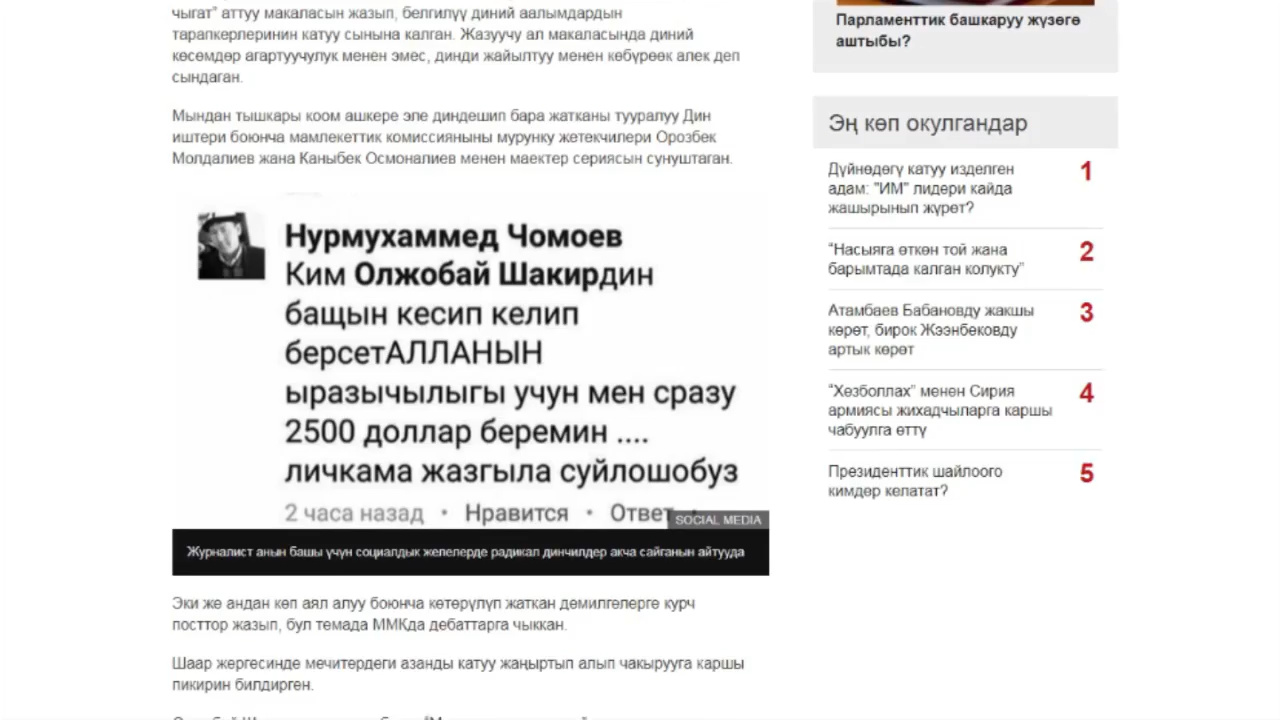 чыгат” аттуу макаласын жазып, белгилүү диний аалымдардын
тарапкерлеринин катуу сынына калган. Жазуучу ал макаласында диний
көсөмдөр агартуучулук менен эмес, динди жайылтуу менен көбүрөөк алек деп
сындаган.
Мындан тышкары коом ашкере эле диндешип бара жатканы тууралуу Дин
иштери боюнча мамлекеттик комиссияныны мурунку жетекчилери Орозбек
Молдалиев жана Каныбек Осмоналиев менен маектер сериясын сунуштаган.
Нурмухаммед Чомоев
Ким Олжобай Шакирдин
бащын кесип келип
берсетАЛЛАНЫН
ыразычылыгы учун мен сразу
2500 доллар беремин ....
личкама жазгыла суйлошобуз
2 часа назад • Нравится • Ответ
SOCIAL MEDIA
Журналист анын башы үчүн социалдык желелерде радикал динчилдер акча сайганын айтууда
Эки же андан көп аял алуу боюнча көтөрүлүп жаткан демилгелерге курч
посттор жазып, бул темада ММКда дебаттарга чыккан.
Шаар жергесинде мечиттердеги азанды катуу жаңыртып алып чакырууга каршы
пикирин билдирген.
Парламенттик башкаруу жүзөгө
аштыбы?
Эң көп окулгандар
Дүйнөдөгү катуу изделген 1
адам: "ИМ" лидери кайда
жашырынып жүрөт?
“Насыяга өткөн той жана 2
барымтада калган колукту”
Атамбаев Бабановду жакшы 3
көрөт, бирок Жээнбековду
артык көрөт
“Хезболлах” менен Сирия 4
армиясы жихадчыларга каршы
чабуулга өттү
Президенттик шайлоого 5
кимдер келатат?